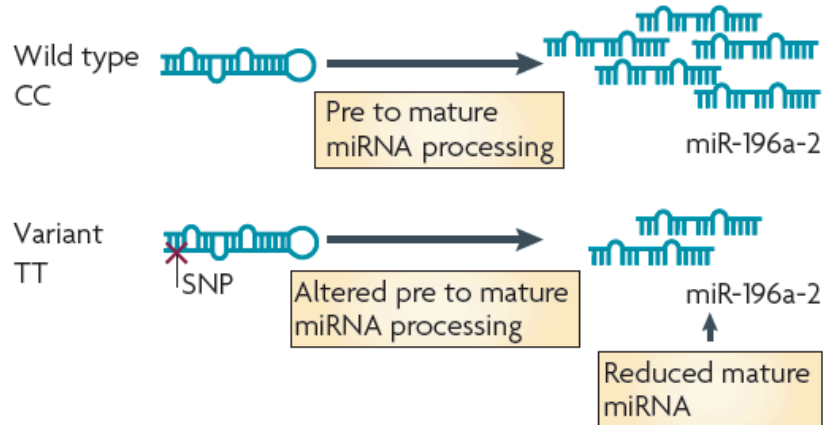 Wild type
CC
Pre to mature
miRNA processing
miR-196a-2
Variant
TT
SNP
Altered pre to mature
miRNA processing
miR-196a-2
Reduced mature
miRNA